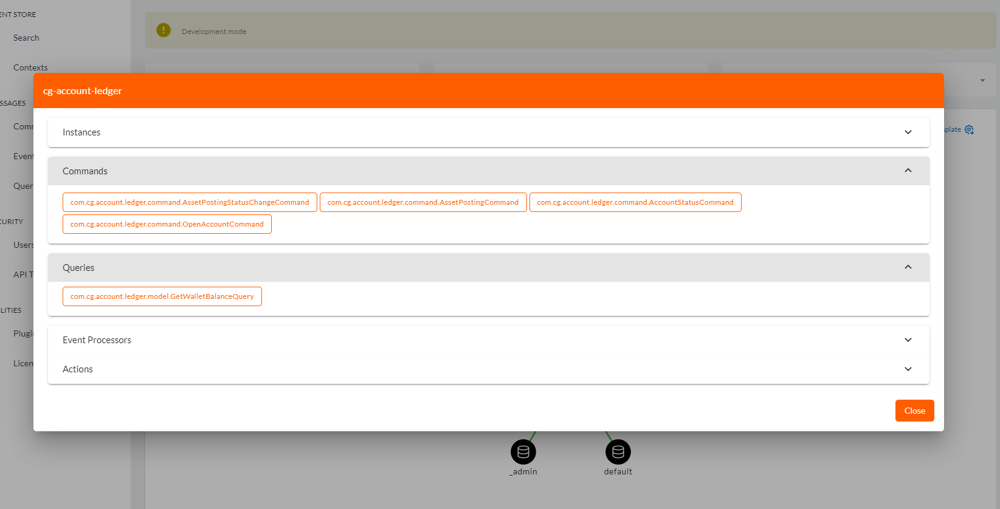 ENT STORE
Search
Contexts
SSAGES
Comm
Event
Quer
CURITY
Users
API T
LITIES
Plugi
Licen
Development mode
plate
cg-account-ledger
Instances
Commands
com.cg.account.ledger.command.AssetPostingStatusChangeCommand com.cg.account.ledger.command.AssetPostingCommand com.cg.account.ledger.command.AccountStatusCommand
com.cg.account.ledger.command.OpenAccountCommand
Queries
com.cg.account.ledger.model.GetWalletBalanceQuery
Event Processors
Actions
Close
_admin default